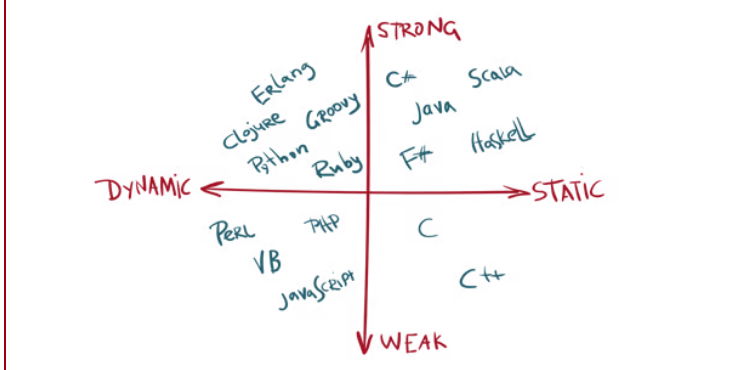 STRONG
Erlang
C#
Scala
Clojure
Groovy
Java
Python
Ruby
F#
Haskell
DYNAMIC
STATIC
PERL
PHP
C
VB
JavaScript
C++
WEAK